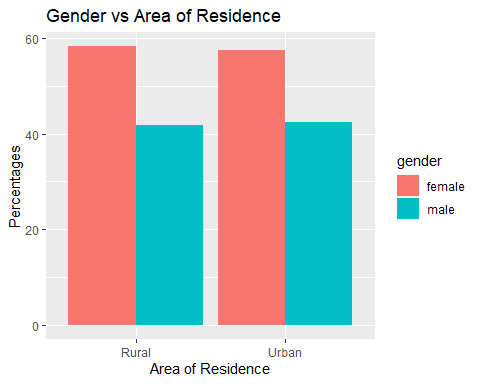 Gender vs Area of Residence
60
40
20
0
Percentages
Rural
Urban
Area of Residence
gender
female
male